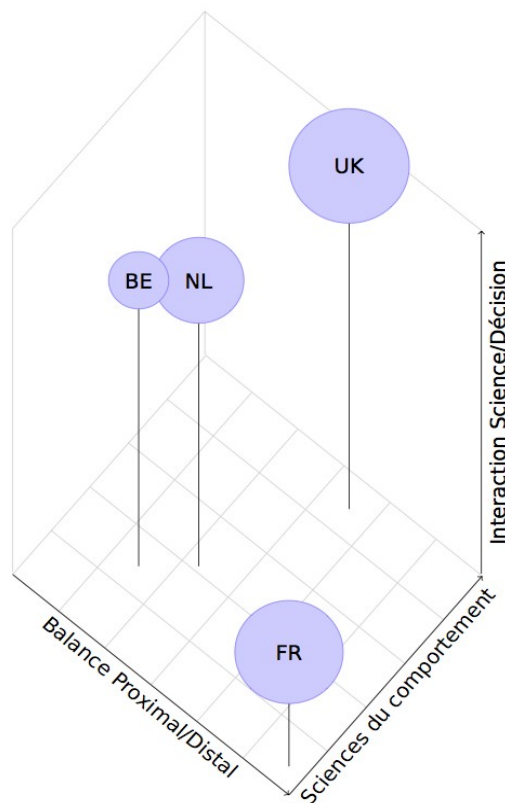 UK
BE
NL
Interaction Science/Décision
FR
Balance Proximal/Distal
Sciences du comportement